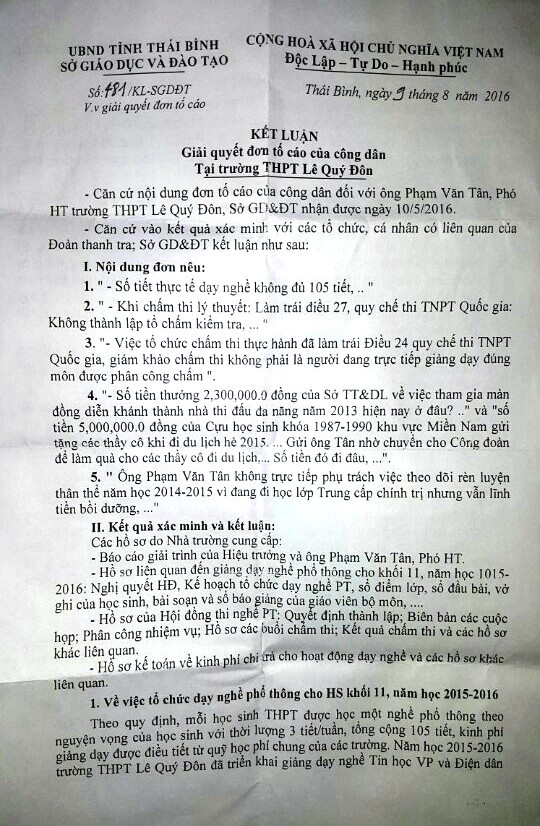 UBND TỈNH THÁI BÌNH
SỞ GIÁO DỤC VÀ ĐÀO TẠO
Số: 481/KL-SGDĐT
V.v giải quyết đơn tố cáo
CỘNG HOÀ XÃ HỘI CHỦ NGHĨA VIỆT NAM
Độc Lập – Tự Do – Hạnh phúc
Thái Bình, ngày 9 tháng 8 năm 2016
KẾT LUẬN
Giải quyết đơn tố cáo của công dân
Tại trường THPT Lê Quý Đôn
- Căn cứ nội dung đơn tố cáo của công dân đối với ông Phạm Văn Tân, Phó
HT trường THPT Lê Quý Đôn, Sở GD&ĐT nhận được ngày 10/5/2016.
- Căn cứ vào kết quả xác minh với các tổ chức, cá nhân có liên quan của
Đoàn thanh tra; Sở GD&ĐT kết luận như sau:
I. Nội dung đơn nêu:
1. " - Số tiết thực tế dạy nghề không đủ 105 tiết, .. "
2. " - Khi chấm thi lý thuyết: Làm trái điều 27, quy chế thi TNPT Quốc gia:
Không thành lập tổ chấm kiểm tra, ... "
3. "- Việc tổ chức chấm thi thực hành đã làm trái Điều 24 quy chế thi TNPT
Quốc gia, giám khảo chấm thi không phải là người đang trực tiếp giảng dạy đúng
môn được phân công chấm ".
4. "- Số tiền thưởng 2,300,000.0 đồng của Sở TT&DL về việc tham gia màn
đồng diễn khánh thành nhà thi đấu đa năng năm 2013 hiện nay ở đâu? .." và "số
tiền 5,000,000.0 đồng của Cựu học sinh khóa 1987-1990 khu vực Miền Nam gửi
tặng các thầy cô khi đi du lịch hè 2015. ... Gửi ông Tân nhờ chuyển cho Công đoàn
để làm quà cho các thầy cô đi du lịch,... Số tiền đó đi đâu, ...".
5. " Ông Phạm Văn Tân không trực tiếp phụ trách việc theo dõi rèn luyện
thân thể năm học 2014-2015 vì đang đi học lớp Trung cấp chính trị nhưng vẫn lĩnh
tiền bồi dưỡng, ..."
II. Kết quả xác minh và kết luận:
Các hồ sơ do Nhà trường cung cấp:
- Báo cáo giải trình của Hiệu trưởng và ông Phạm Văn Tân, Phó HT.
- Hồ sơ liên quan đến giảng dạy nghề phổ thông cho khối 11, năm học 1015-
2016: Nghị quyết HĐ, Kế hoạch tổ chức dạy nghề PT, sổ điểm lớp, sổ đầu bài, vở
ghi của học sinh, bài soạn và sổ báo giảng của giáo viên bộ môn, ....
- Hồ sơ của Hội đồng thi nghề PT: Quyết định thành lập; Biên bản các cuộc
họp; Phân công nhiệm vụ; Hồ sơ các buổi chấm thi; Kết quả chấm thi và các hồ sơ
khác liên quan.
- Hồ sơ kế toán về kinh phí chi trả cho hoạt động dạy nghề và các hồ sơ khác
liên quan.
1. Về việc tổ chức dạy nghề phổ thông cho HS khối 11, năm học 2015-2016
Theo quy định, mỗi học sinh THPT được học một nghề phổ thông theo
nguyện vọng của học sinh với thời lượng 3 tiết/tuần, tổng cộng 105 tiết, kinh phí
giảng dạy được điều tiết từ quỹ học phí chung của các trường. Năm học 2015-2016
trường THPT Lê Quý Đôn đã triển khai giảng dạy nghề Tin học VP và Điện dân